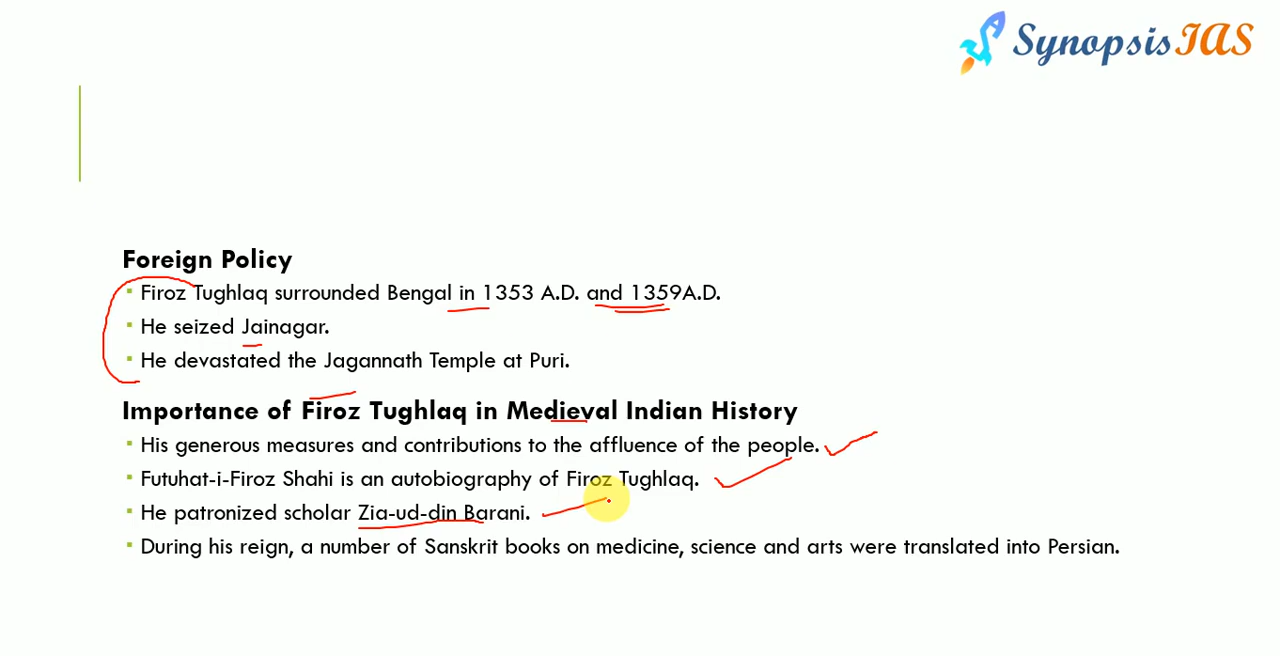 SynopsisIAS
Foreign Policy
Firoz Tughlaq surrounded Bengal in 1353 A.D. and 1359A.D.
He seized Jainagar.
He devastated the Jagannath Temple at Puri.
Importance of Firoz Tughlaq in Medieval Indian History
His generous measures and contributions to the affluence of the people.
Futuhat-i-Firoz Shahi is an autobiography of Firoz Tughlaq.
He patronized scholar Zia-ud-din Barani.
During his reign, a number of Sanskrit books on medicine, science and arts were translated into Persian.